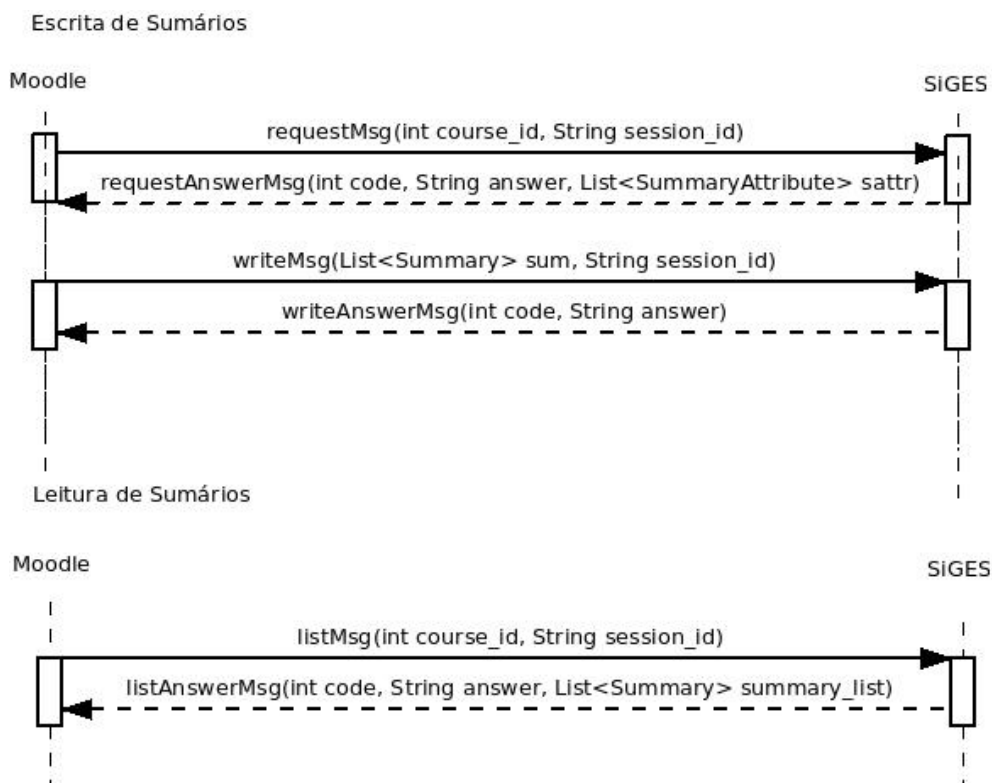 Escrita de Sumários
Moodle
SiGES
requestMsg(int course_id, String session_id)
requestAnswerMsg(int code, String answer, List<SummaryAttribute> sattr)
writeMsg(List<Summary> sum, String session_id)
writeAnswerMsg(int code, String answer)
Leitura de Sumários
Moodle
SiGES
listMsg(int course_id, String session_id)
listAnswerMsg(int code, String answer, List<Summary> summary_list)